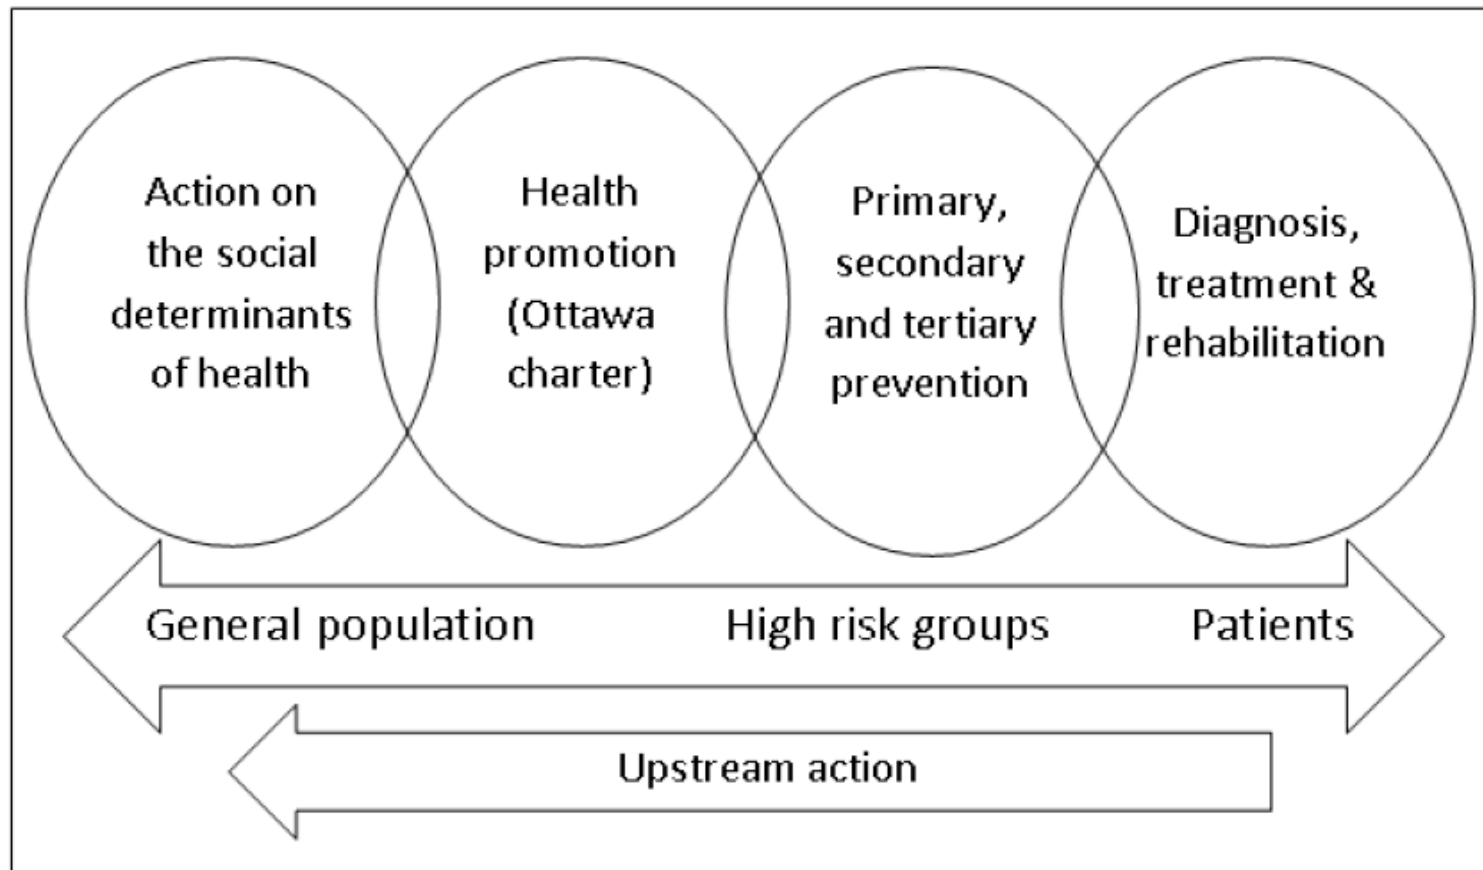 Action on
the social
determinants
of health
Health
promotion
(Ottawa
charter)
Primary,
secondary
and tertiary
prevention
Diagnosis,
treatment &
rehabilitation
General population
High risk groups
Patients
Upstream action